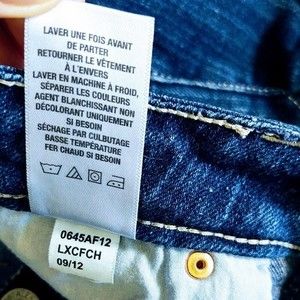 LAVER UNE FOIS AVANT
DE PARTER
RETOURNER LE VÊTEMENT
À L'ENVERS
LAVER EN MACHINE À FROID,
SÉPARER LES COULEURS
AGENT BLANCHISSANT NON
DÉCOLORANT UNIQUEMENT
SI BESOIN
SÉCHAGE PAR CULBUTAGE
BASSE TEMPÉRATURE
FER CHAUD SI BESOIN
0645AF12
LXCFCH
09/12